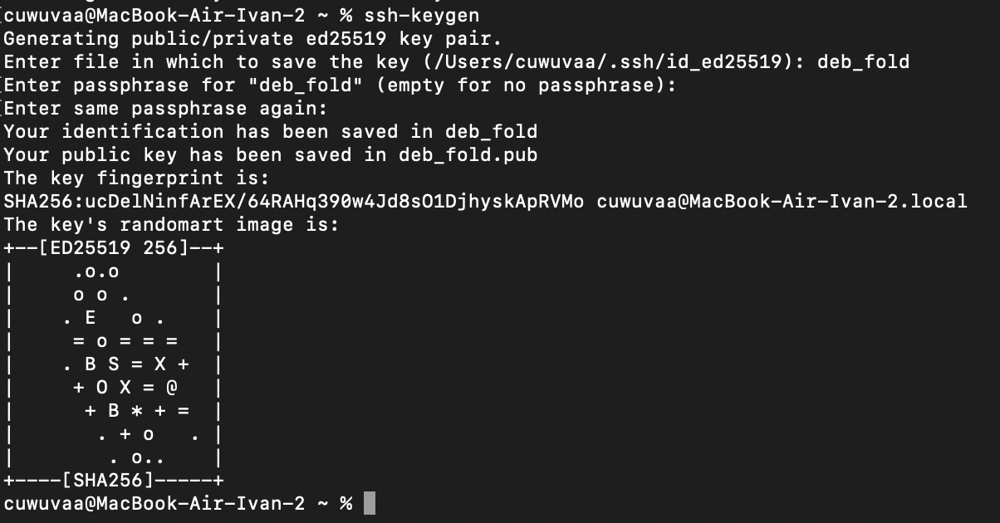 cuwuvaa@MacBook-Air-Ivan-2 ~ % ssh-keygen
Generating public/private ed25519 key pair.
Enter file in which to save the key (/Users/cuwuvaa/.ssh/id_ed25519): deb_fold
Enter passphrase for "deb_fold" (empty for no passphrase):
Enter same passphrase again:
Your identification has been saved in deb_fold
Your public key has been saved in deb_fold.pub
The key fingerprint is:
SHA256:ucDelNinfArEX/64RAHq390w4Jd8sO1DjhyskApRVMo cuwuvaa@MacBook-Air-Ivan-2.local
The key's randomart image is:
+--[ED25519 256]--+
|     .o.o        |
|     o o .       |
|    . E   o .    |
|     = o = = =   |
|    . B S = X +  |
|     + O X = @   |
|      + B * + =  |
|       . + o   . |
|        . o..    |
+----[SHA256]-----+
cuwuvaa@MacBook-Air-Ivan-2 ~ %